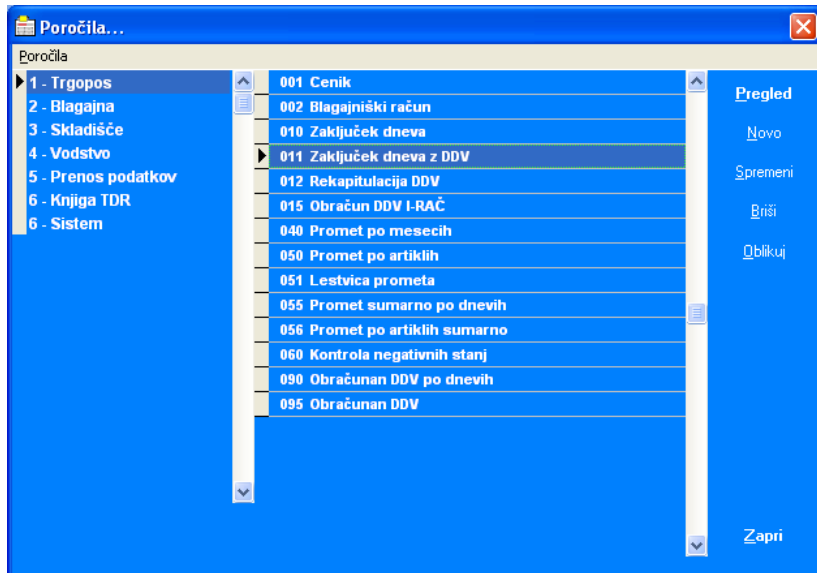 Poročila...
Poročila
1 - Trgopos
2 - Blagajna
3 - Skladišče
4 - Vodstvo
5 - Prenos podatkov
6 - Knjiga TDR
6 - Sistem
001 Cenik
002 Blagajniški račun
010 Zaključek dneva
011 Zaključek dneva z DDV
012 Rekapitulacija DDV
015 Obračun DDV I-RAČ
040 Promet po mesecih
050 Promet po artiklih
051 Lestvica prometa
055 Promet sumarno po dnevih
056 Promet po artiklih sumarno
060 Kontrola negativnih stanj
090 Obračunan DDV po dnevih
095 Obračunan DDV
Pregled
Novo
Spremeni
Briši
Oblikuj
Zapri